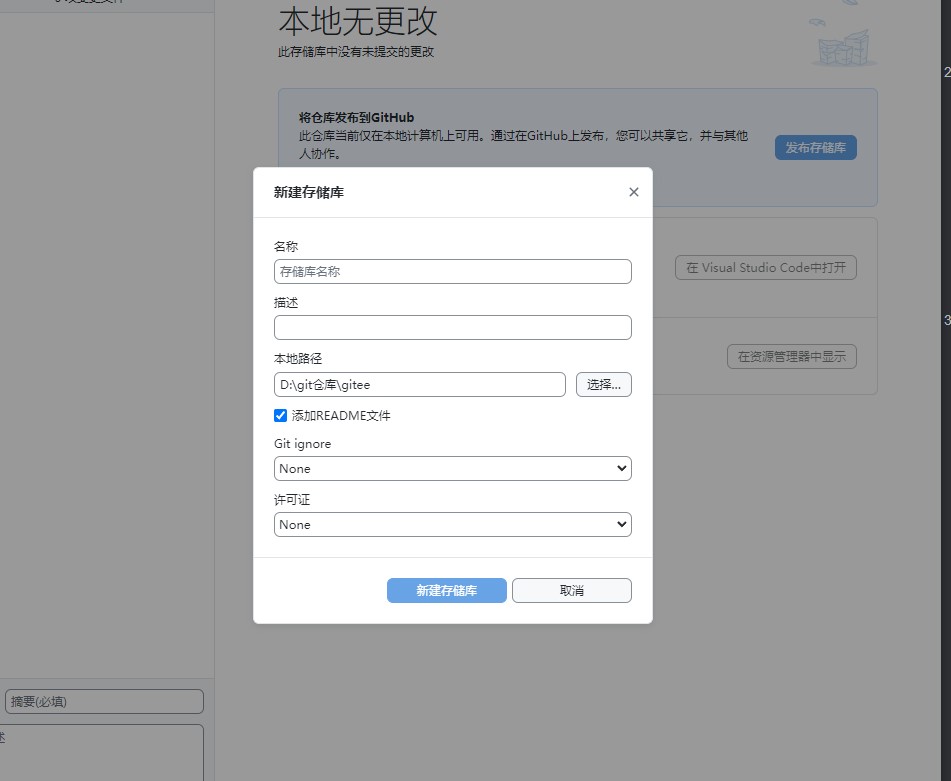 本地无更改
此存储库中没有未提交的更改
将仓库发布到GitHub
此仓库当前仅在本地计算机上可用。通过在GitHub上发布，您可以共享它，并与其他
人协作。
发布存储库
新建存储库
名称
存储库名称
描述
本地路径
D:\git仓库\gitee
选择...
添加README文件
Git ignore
None
许可证
None
新建存储库
取消
在 Visual Studio Code中打开
在资源管理器中显示
摘要(必填)
述
2
3